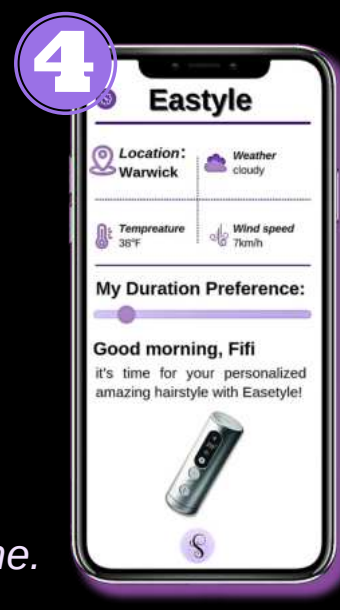 4
Eastyle
Location:
Warwick
Weather
cloudy
Tempreature
38°F
Wind speed
7km/h
My Duration Preference:
Good morning, Fifi
it's time for your personalized
amazing hairstyle with Easetyle!
S